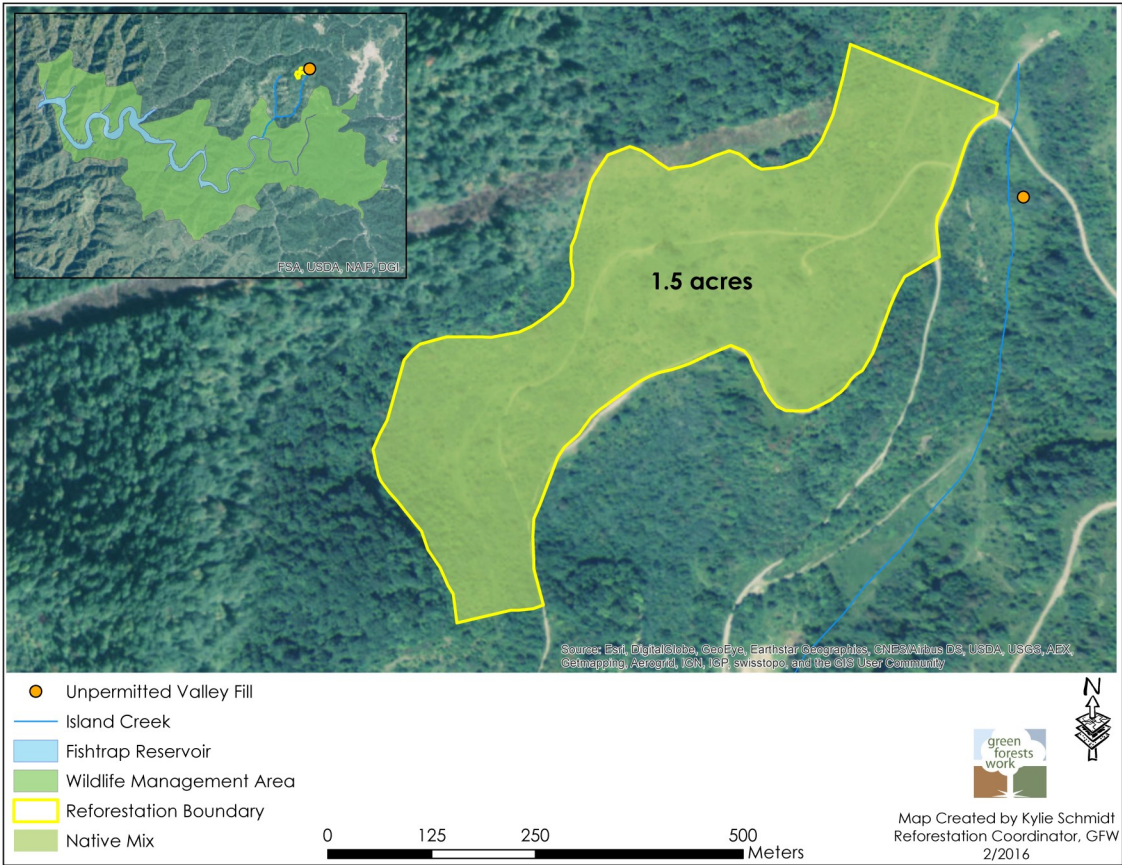 FSA, USDA, NAIP, DGI
1.5 acres
Source: Esri, DigitalGlobe, GeoEye, Earthstar Geographics, CNES/Airbus DS, USDA, USGS, AEX,
Getmapping, Aerogrid, IGN, IGP, swisstopo, and the GIS User Community
Unpermitted Valley Fill
Island Creek
Fishtrap Reservoir
Wildlife Management Area
Reforestation Boundary
Native Mix
0 125 250 500
Meters
N
green
forests
work
Map Created by Kylie Schmidt
Reforestation Coordinator, GFW
2/2016